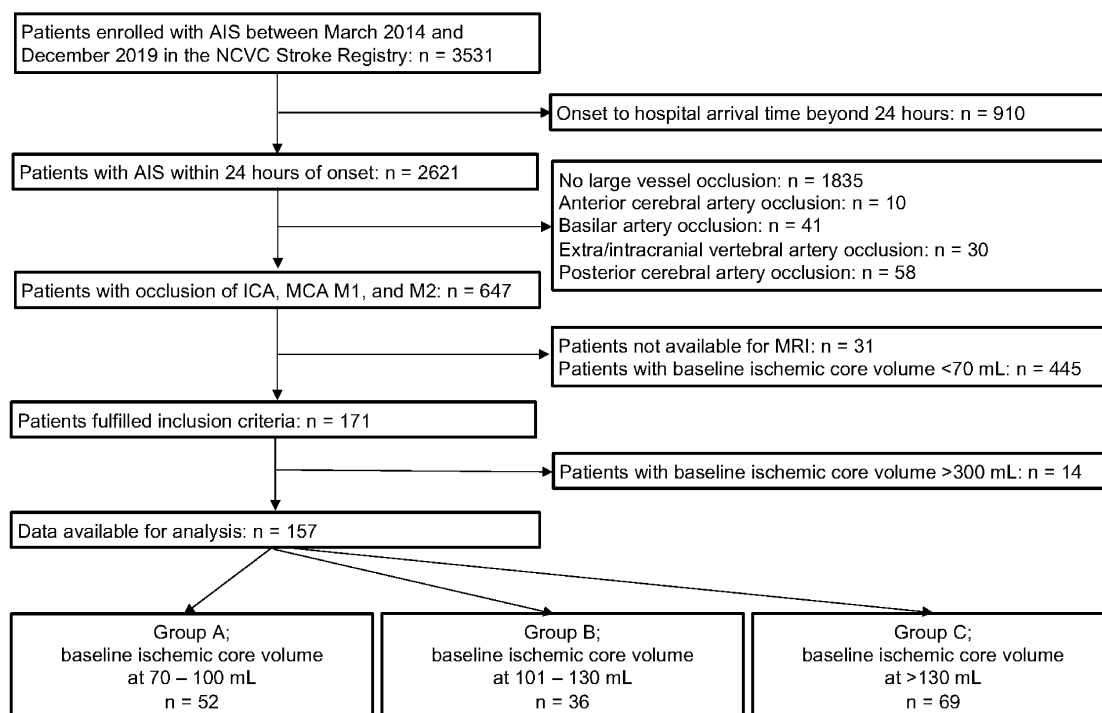 Patients enrolled with AIS between March 2014 and
December 2019 in the NCVC Stroke Registry: n = 3531
Onset to hospital arrival time beyond 24 hours: n = 910
Patients with AIS within 24 hours of onset: n = 2621
No large vessel occlusion: n = 1835
Anterior cerebral artery occlusion: n = 10
Basilar artery occlusion: n = 41
Extra/intracranial vertebral artery occlusion: n = 30
Posterior cerebral artery occlusion: n = 58
Patients with occlusion of ICA, MCA M1, and M2: n = 647
Patients not available for MRI: n = 31
Patients with baseline ischemic core volume <70 mL: n = 445
Patients fulfilled inclusion criteria: n = 171
Patients with baseline ischemic core volume >300 mL: n = 14
Data available for analysis: n = 157
Group A;
baseline ischemic core volume
at 70 – 100 mL
n = 52
Group B;
baseline ischemic core volume
at 101 – 130 mL
n = 36
Group C;
baseline ischemic core volume
at >130 mL
n = 69